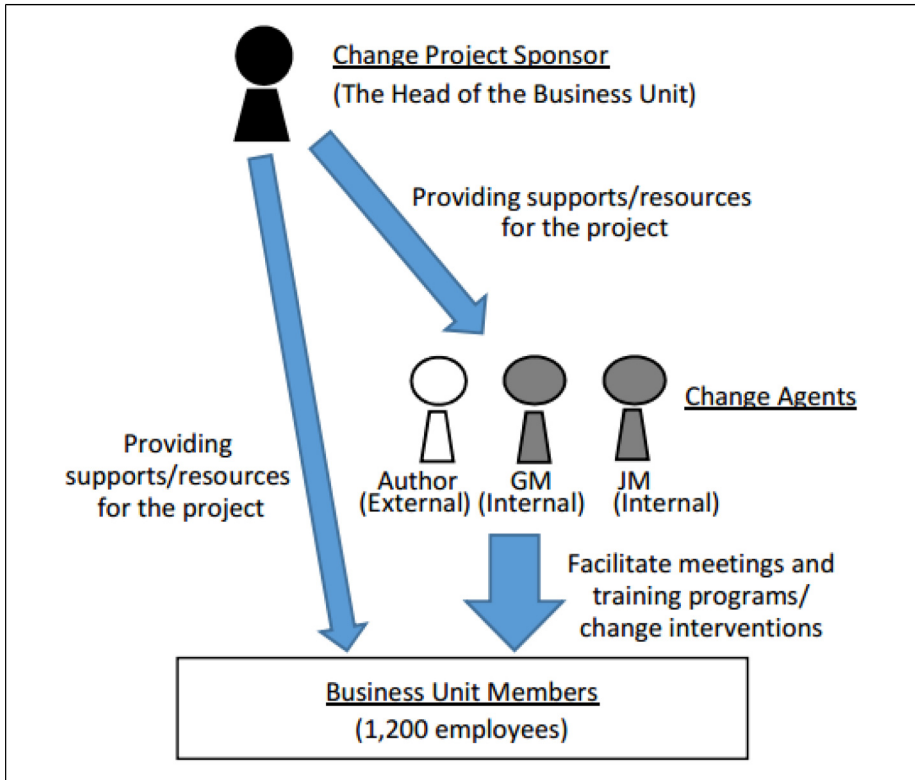 Change Project Sponsor
(The Head of the Business Unit)
Providing supports/resources
for the project
Change Agents
Author
(External)
GM
(Internal)
JM
(Internal)
Providing
supports/resources
for the project
Facilitate meetings and
training programs/
change interventions
Business Unit Members
(1,200 employees)